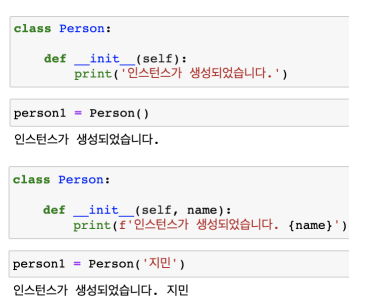 class Person:
    def __init__(self):
        print('인스턴스가 생성되었습니다.')
person1 = Person()
인스턴스가 생성되었습니다.
class Person:
    def __init__(self, name):
        print(f'인스턴스가 생성되었습니다. {name}')
person1 = Person('지민')
인스턴스가 생성되었습니다. 지민